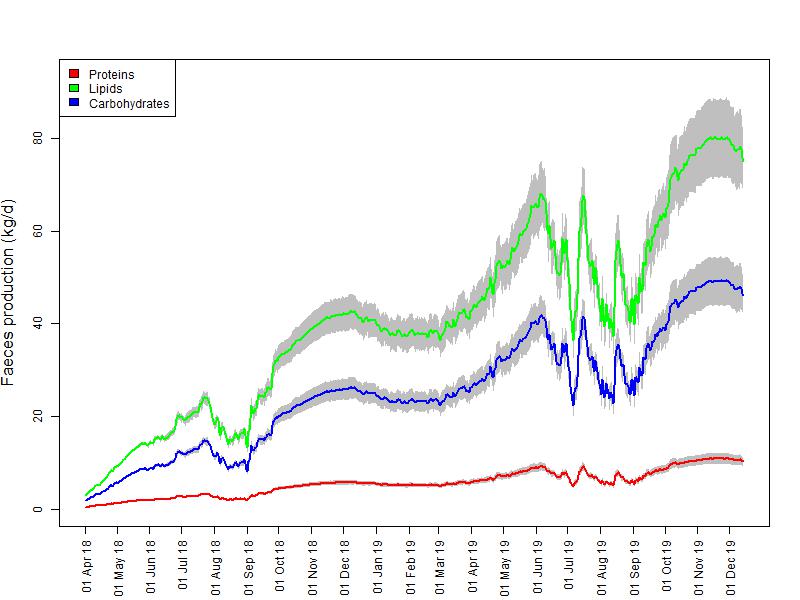 Proteins
Lipids
Carbohydrates
Faeces production (kg/d)
80
60
40
20
0
01 Apr 18
01 May 18
01 Jun 18
01 Jul 18
01 Aug 18
01 Sep 18
01 Oct 18
01 Nov 18
01 Dec 18
01 Jan 19
01 Feb 19
01 Mar 19
01 Apr 19
01 May 19
01 Jun 19
01 Jul 19
01 Aug 19
01 Sep 19
01 Oct 19
01 Nov 19
01 Dec 19